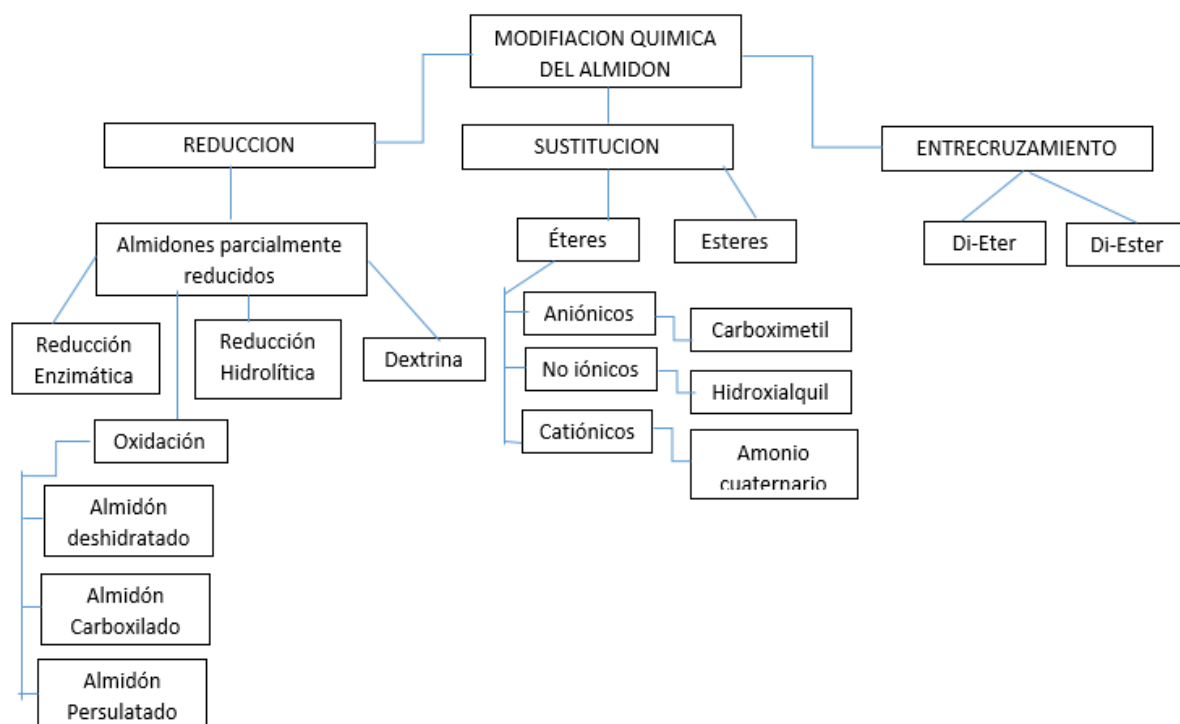 MODIFIACION QUIMICA
DEL ALMIDON
REDUCCION
SUSTITUCION
ENTRECRUZAMIENTO
Almidones parcialmente
reducidos
Éteres
Esteres
Di-Eter
Di-Ester
Reducción
Enzimática
Reducción
Hidrolítica
Dextrina
Aniónicos
Carboximetil
No iónicos
Hidroxialquil
Catiónicos
Amonio
cuaternario
Oxidación
Almidón
deshidratado
Almidón
Carboxilado
Almidón
Persulatado